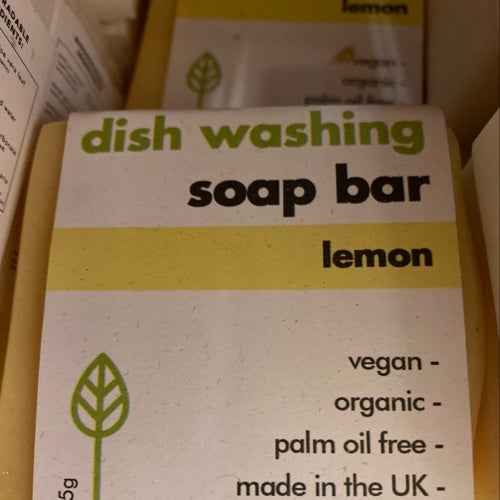 lemon
vegan -
organic -
palm oil free
dish washing
soap bar
lemon
vegan -
organic -
palm oil free -
made in the UK -
5g